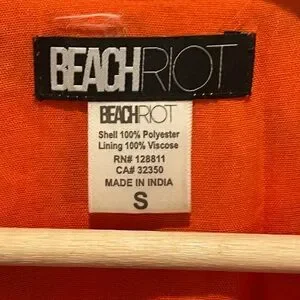 BEACHRIOT
BEACHRIOT
Shell 100% Polyester
Lining 100% Viscose
RN# 128811
CA# 32350
MADE IN INDIA
S